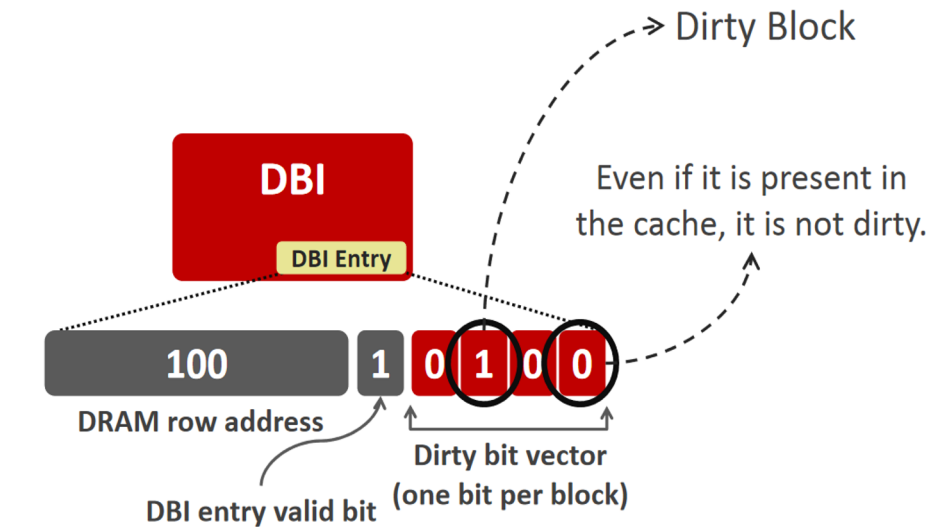 Dirty Block
DBI
Even if it is present in
the cache, it is not dirty.
DBI Entry
100 1 0 1 0 0
DRAM row address
Dirty bit vector
(one bit per block)
DBI entry valid bit